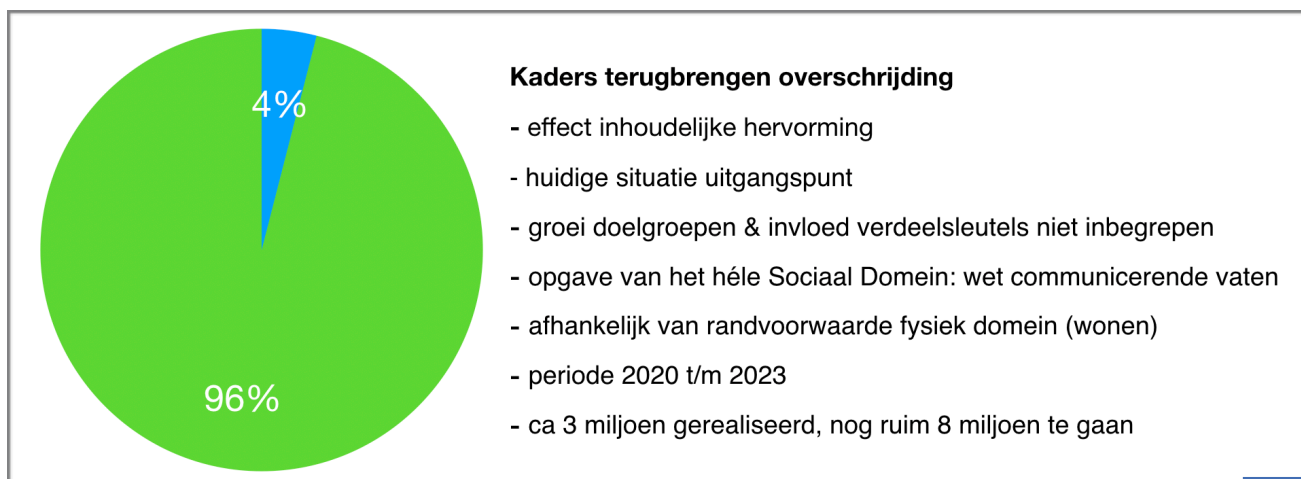 4%
96%
Kaders terugbrengen overschrijding
- effect inhoudelijke hervorming
- huidige situatie uitgangspunt
- groei doelgroepen & invloed verdeelsleutels niet inbegrepen
- opgave van het héle Sociaal Domein: wet communicerende vaten
- afhankelijk van randvoorwaarde fysiek domein (wonen)
- periode 2020 t/m 2023
- ca 3 miljoen gerealiseerd, nog ruim 8 miljoen te gaan